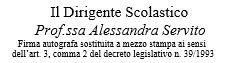 Il Dirigente Scolastico
Prof.ssa Alessandra Servito
Firma autografa sostituita a mezzo stampa ai sensi
dell'art. 3, comma 2 del decreto legislativo n. 39/1993